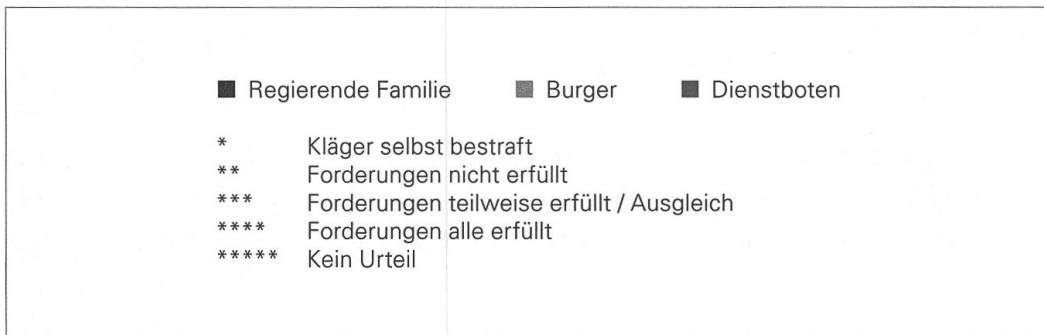 Regierende Familie Burger Dienstboten
* Kläger selbst bestraft
** Forderungen nicht erfüllt
*** Forderungen teilweise erfüllt / Ausgleich
**** Forderungen alle erfüllt
***** Kein Urteil